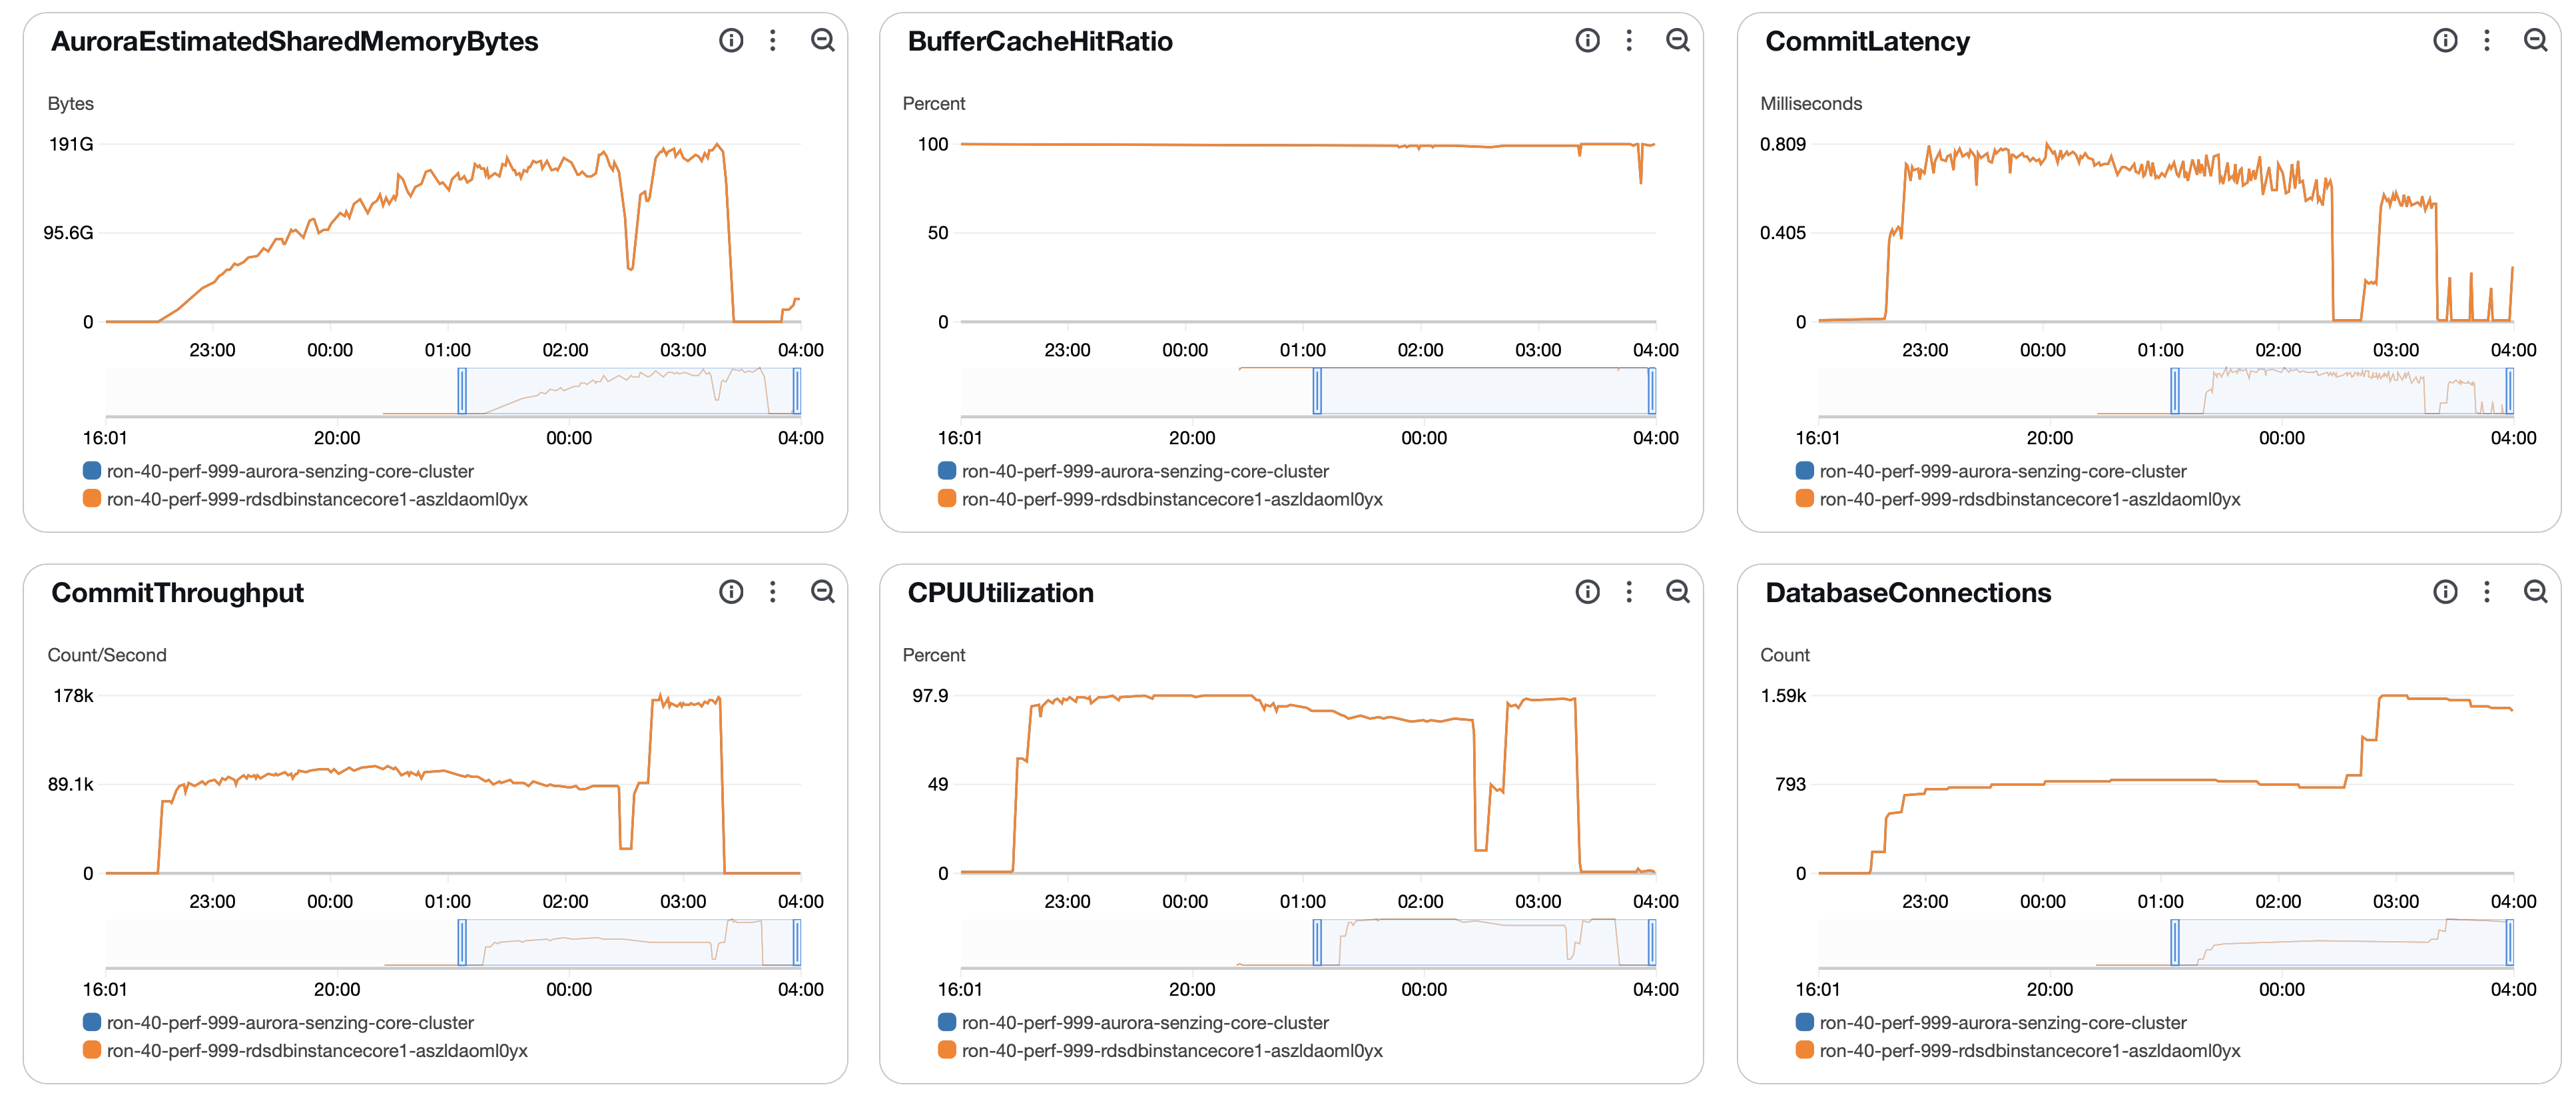 AuroraEstimatedSharedMemoryBytes
Bytes
191G
95.6G
0
23:00 00:00 01:00 02:00 03:00 04:00
16:01 20:00 00:00 04:00
ron-40-perf-999-aurora-senzing-core-cluster
ron-40-perf-999-rdsdbinstancecore1-aszldaoml0yx
BufferCacheHitRatio
Percent
100
50
0
23:00 00:00 01:00 02:00 03:00 04:00
16:01 20:00 00:00 04:00
ron-40-perf-999-aurora-senzing-core-cluster
ron-40-perf-999-rdsdbinstancecore1-aszldaoml0yx
CommitLatency
Milliseconds
0.809
0.405
0
23:00 00:00 01:00 02:00 03:00 04:00
16:01 20:00 00:00 04:00
ron-40-perf-999-aurora-senzing-core-cluster
ron-40-perf-999-rdsdbinstancecore1-aszldaoml0yx
CommitThroughput
Count/Second
178k
89.1k
0
23:00 00:00 01:00 02:00 03:00 04:00
16:01 20:00 00:00 04:00
ron-40-perf-999-aurora-senzing-core-cluster
ron-40-perf-999-rdsdbinstancecore1-aszldaoml0yx
CPUUtilization
Percent
97.9
49
0
23:00 00:00 01:00 02:00 03:00 04:00
16:01 20:00 00:00 04:00
ron-40-perf-999-aurora-senzing-core-cluster
ron-40-perf-999-rdsdbinstancecore1-aszldaoml0yx
DatabaseConnections
Count
1.59k
793
0
23:00 00:00 01:00 02:00 03:00 04:00
16:01 20:00 00:00 04:00
ron-40-perf-999-aurora-senzing-core-cluster
ron-40-perf-999-rdsdbinstancecore1-aszldaoml0yx